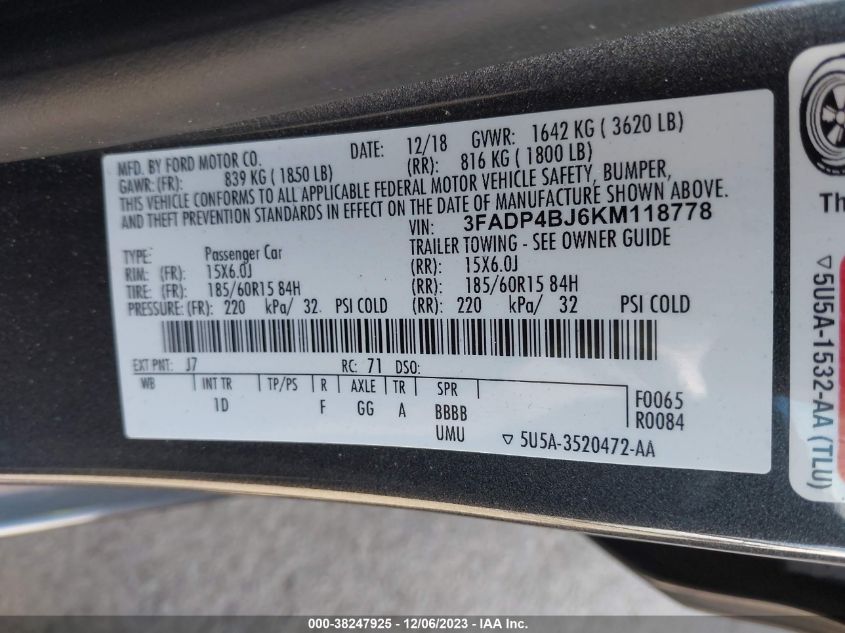 MFD. BY FORD MOTOR CO. DATE: 12/18 GVWR: 1642 KG ( 3620 LB)
GAWR: (FR): 839 KG ( 1850 LB) (RR): 816 KG ( 1800 LB)
THIS VEHICLE CONFORMS TO ALL APPLICABLE FEDERAL MOTOR VEHICLE SAFETY, BUMPER,
AND THEFT PREVENTION STANDARDS IN EFFECT ON THE DATE OF MANUFACTURE SHOWN ABOVE.
VIN: 3FADP4BJ6KM118778
TYPE: Passenger Car TRAILER TOWING - SEE OWNER GUIDE
RIM: (FR): 15X6.0J (RR): 15X6.0J
TIRE: (FR): 185/60R15 84H (RR): 185/60R15 84H
PRESSURE: (FR): 220 kPa/ 32 PSI COLD (RR): 220 kPa/ 32 PSI COLD
EXT PNT: J7 RC: 71 DSO:
WB INT TR TP/PS R AXLE TR SPR F0065
1D F GG A BBBB R0084
UMU ▽ 5U5A-3520472-AA
Th
▽5U5A-1532-AA (TLU)
000-38247925 - 12/06/2023 - IAA Inc.